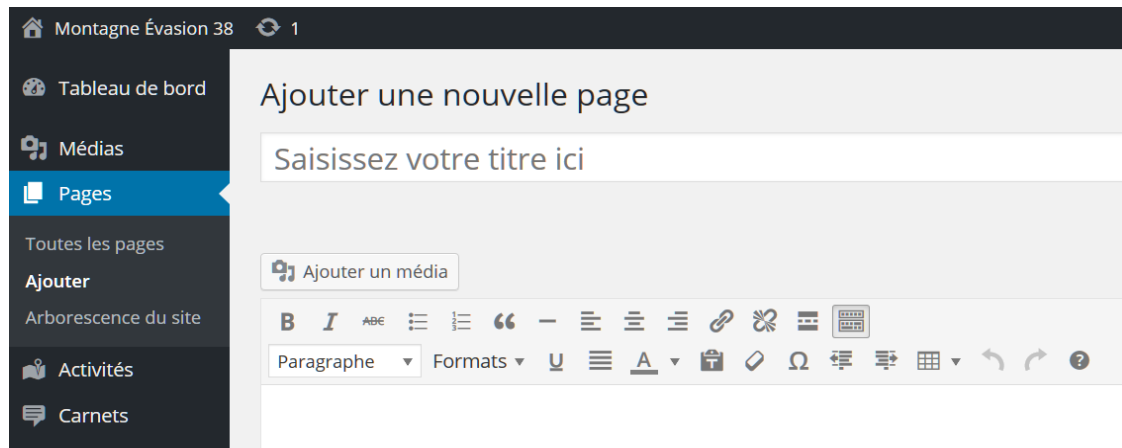 Montagne Évasion 38 1
Tableau de bord
Médias
Pages
Toutes les pages
Ajouter
Arborescence du site
Activités
Carnets
Ajouter une nouvelle page
Saisissez votre titre ici
Ajouter un média
B I ABC
Paragraphe Formats U A T Ω ?